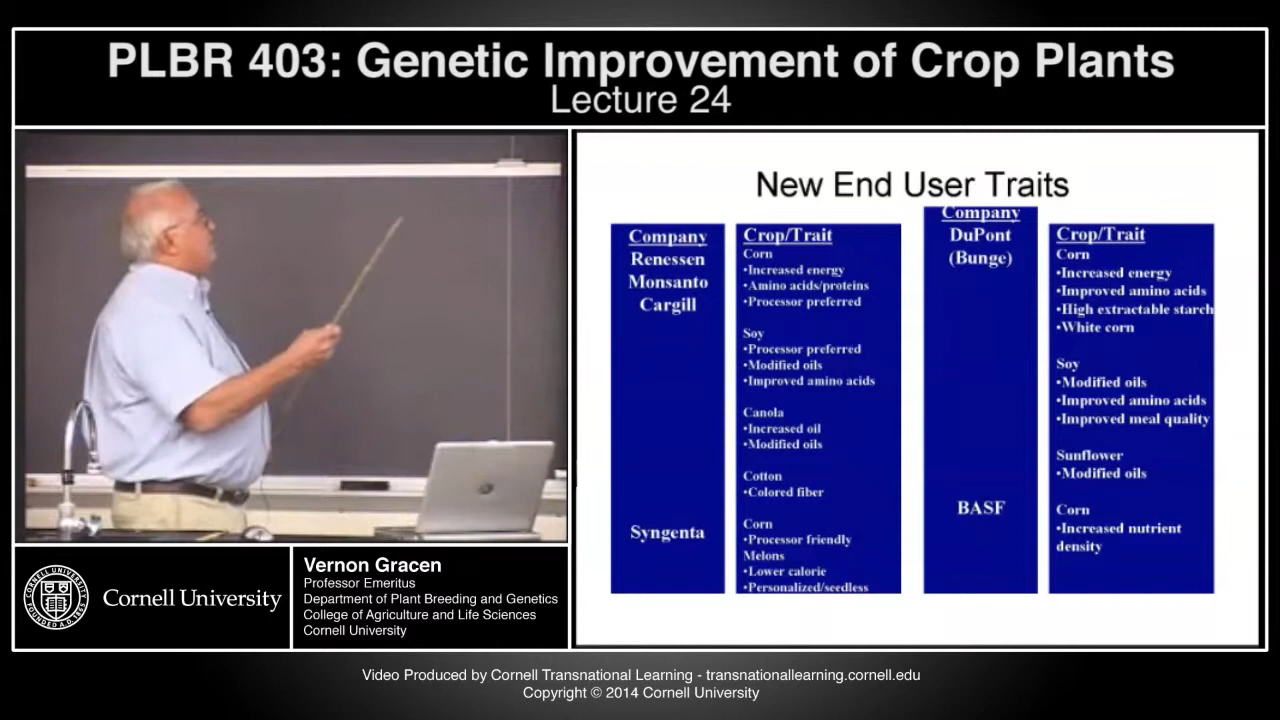 PLBR 403: Genetic Improvement of Crop Plants
Lecture 24
New End User Traits
Company
Renessen
Monsanto
Cargill
Syngenta
Crop/Trait
Corn
•Increased energy
•Amino acids/proteins
•Processor preferred
Soy
•Processor preferred
•Modified oils
•Improved amino acids
Canola
•Increased oil
•Modified oils
Cotton
•Colored fiber
Corn
•Processor friendly
Melons
•Lower calorie
•Personalized/seedless
Company
DuPont
(Bunge)
BASF
Crop/Trait
Corn
•Increased energy
•Improved amino acids
•High extractable starch
•White corn
Soy
•Modified oils
•Improved amino acids
•Improved meal quality
Sunflower
•Modified oils
Corn
•Increased nutrient
density
Cornell University
Vernon Gracen
Professor Emeritus
Department of Plant Breeding and Genetics
College of Agriculture and Life Sciences
Cornell University
Video Produced by Cornell Transnational Learning - transnationallearning.cornell.edu
Copyright © 2014 Cornell University